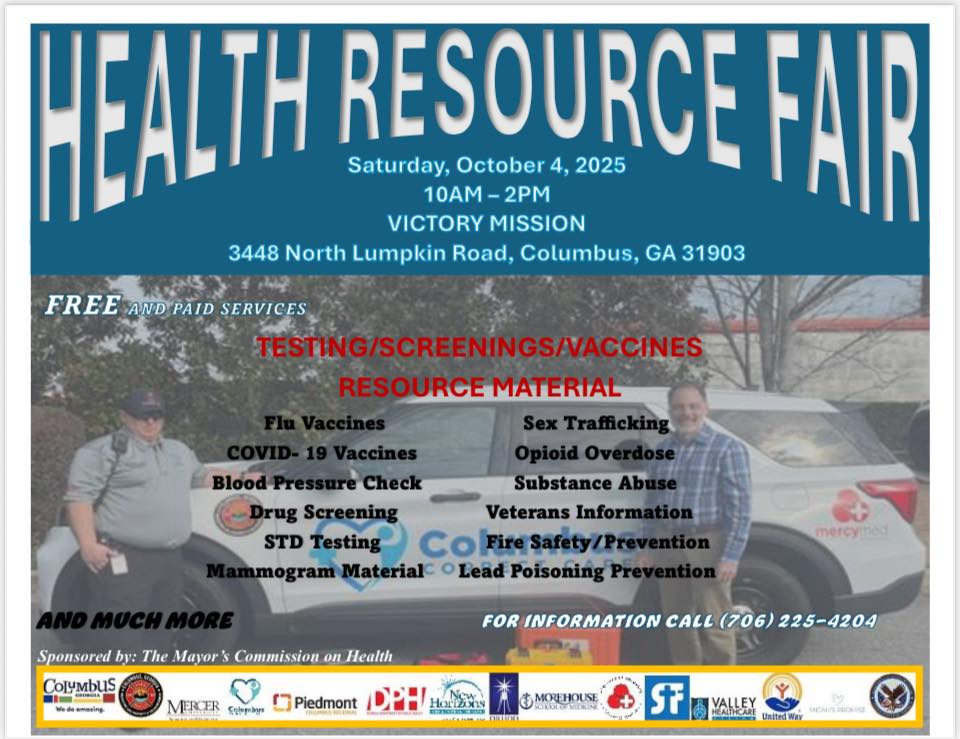 HEALTH RESOURCE FAIR
Saturday, October 4, 2025
10AM – 2PM
VICTORY MISSION
3448 North Lumpkin Road, Columbus, GA 31903
FREE AND PAID SERVICES
TESTING/SCREENINGS/VACCINES
RESOURCE MATERIAL
Flu Vaccines
COVID- 19 Vaccines
Blood Pressure Check
Drug Screening
STD Testing
Mammogram Material
Sex Trafficking
Opioid Overdose
Substance Abuse
Veterans Information
Fire Safety/Prevention
Lead Poisoning Prevention
mercymed
Columbus
AND MUCH MORE
FOR INFORMATION CALL (706) 225-4204
Sponsored by: The Mayor's Commission on Health
COLUMBUS
GEORGIA
We do amazing.
MERCER
Columbus
Piedmont
COLUMBUS REGIONAL
DPH
New Horizons
MOREHOUSE
SCHOOL OF MEDICINE
SF
VALLEY
HEALTHCARE
United Way